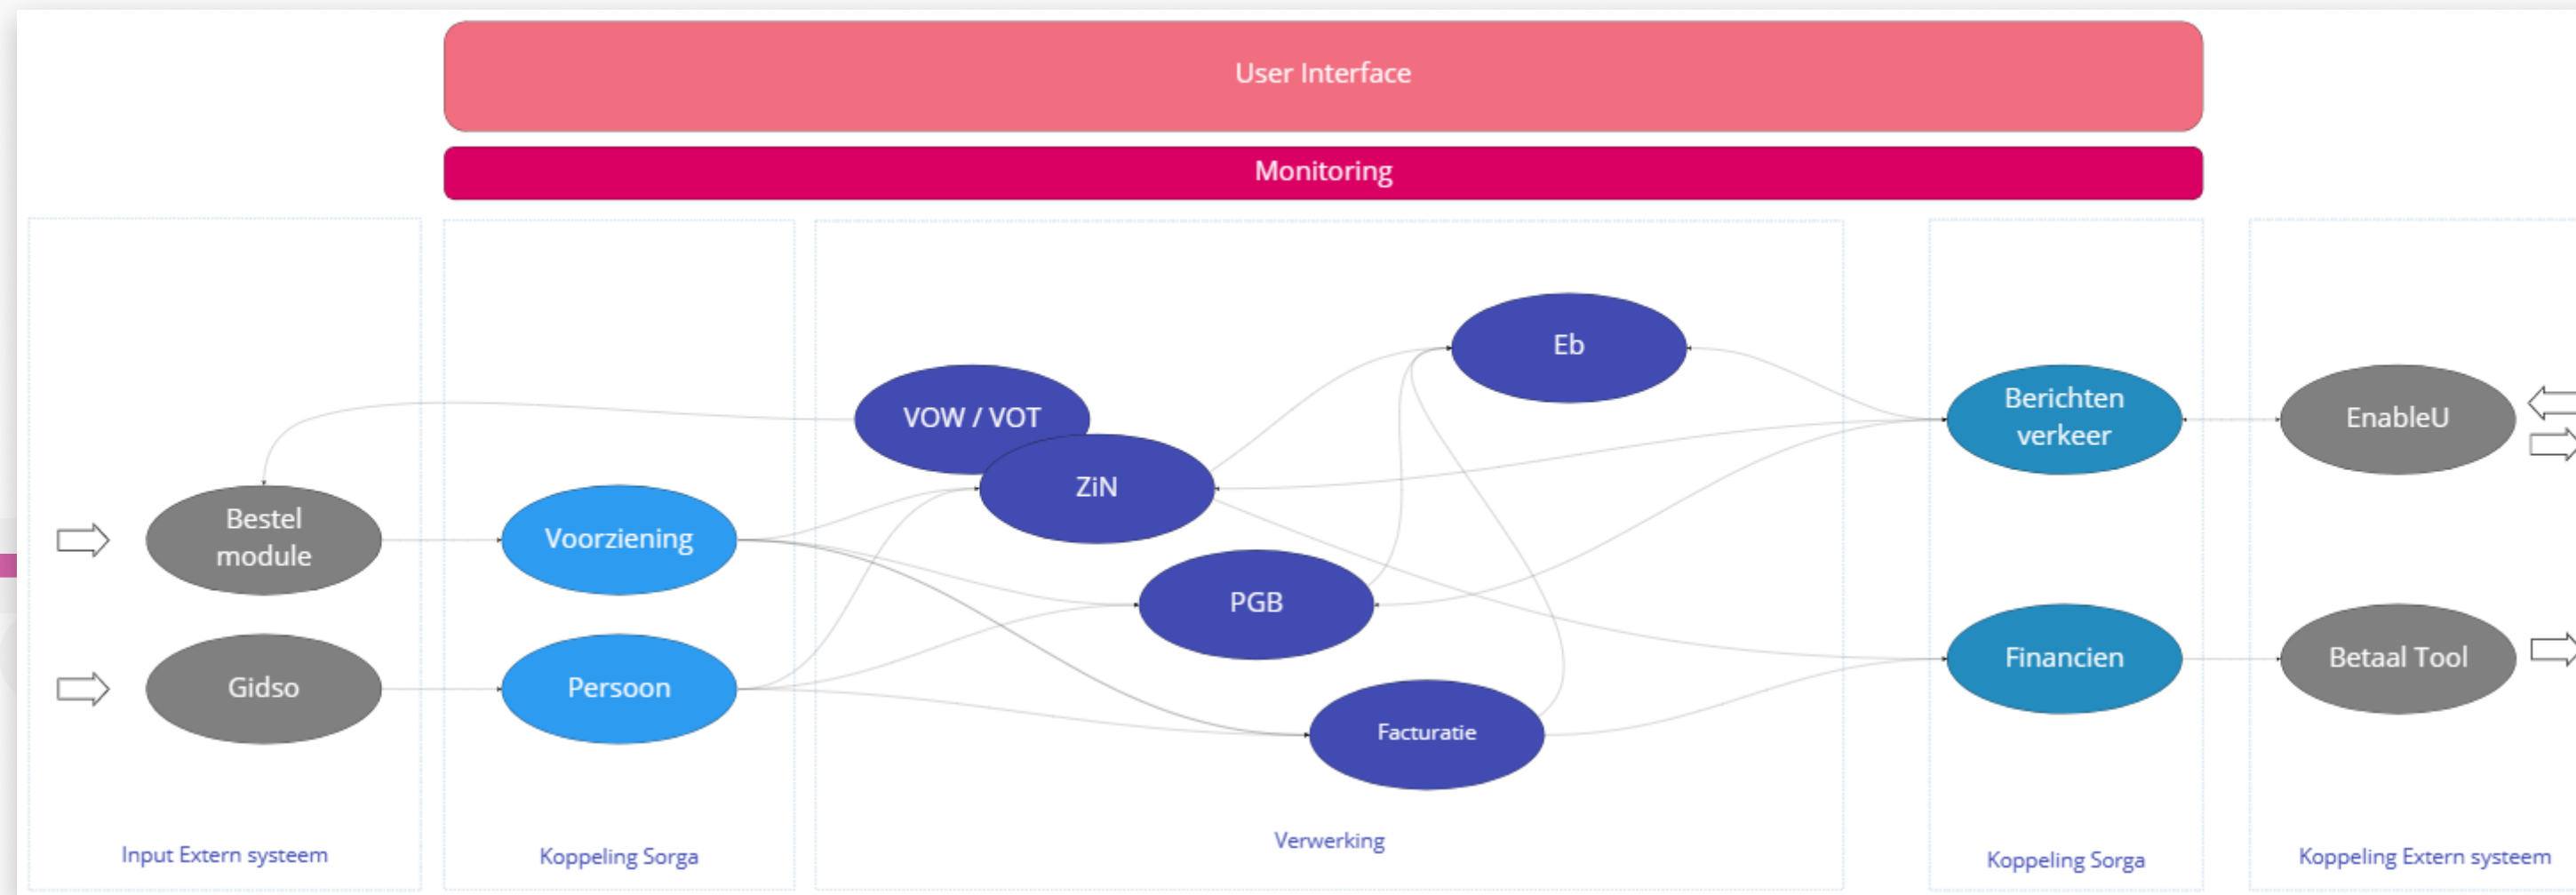 User Interface
Monitoring
Eb
VOW / VOT
Berichten
verkeer
EnableU
ZiN
Bestel
module
Voorziening
PGB
Gidso
Persoon
Financien
Betaal Tool
Facturatie
Input Extern systeem
Koppeling Sorga
Verwerking
Koppeling Sorga
Koppeling Extern systeem